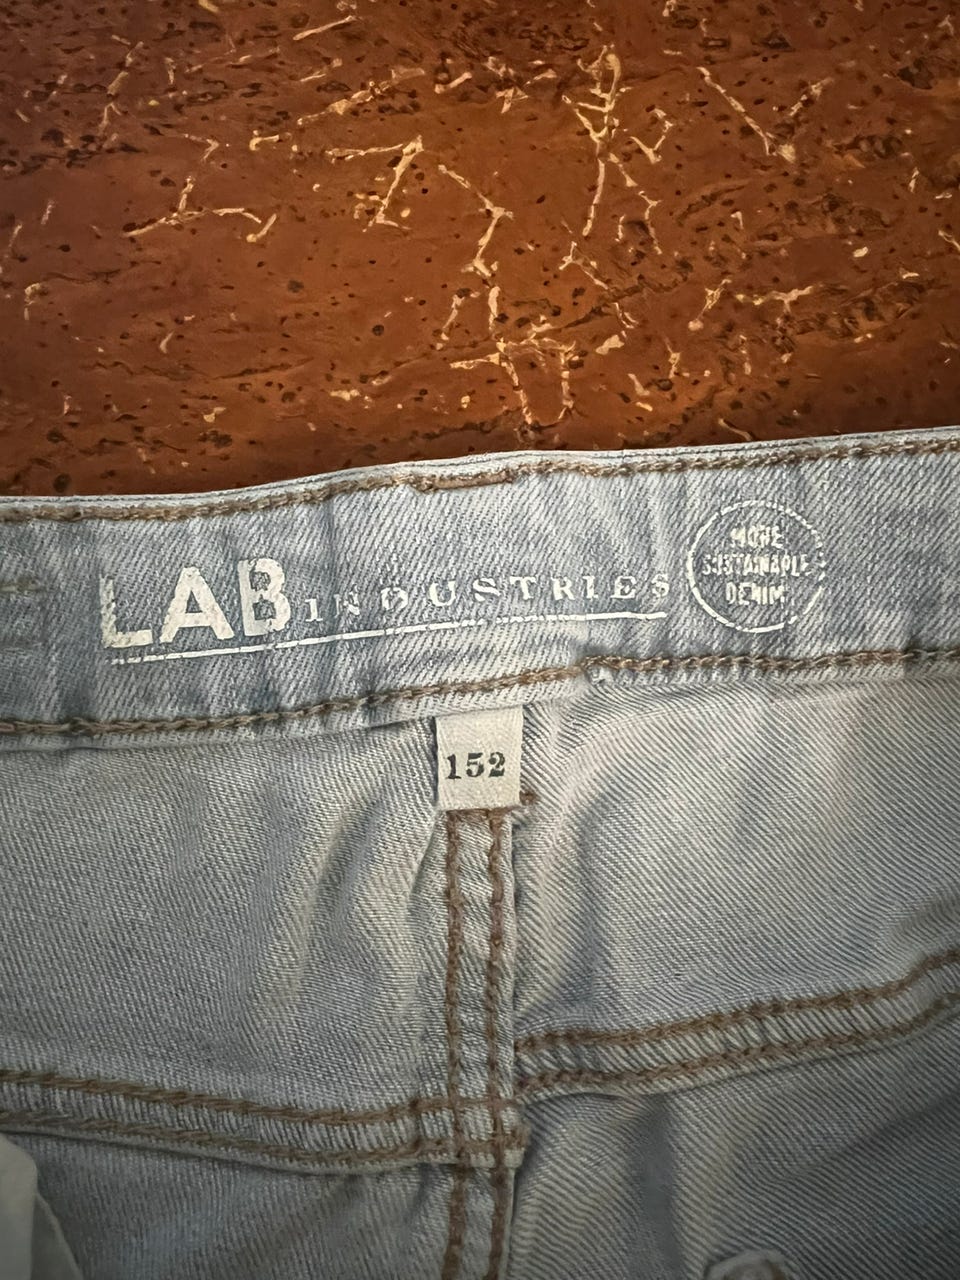 LAB INDUSTRIES
MORE
SUSTAINABLE
DENIM
152